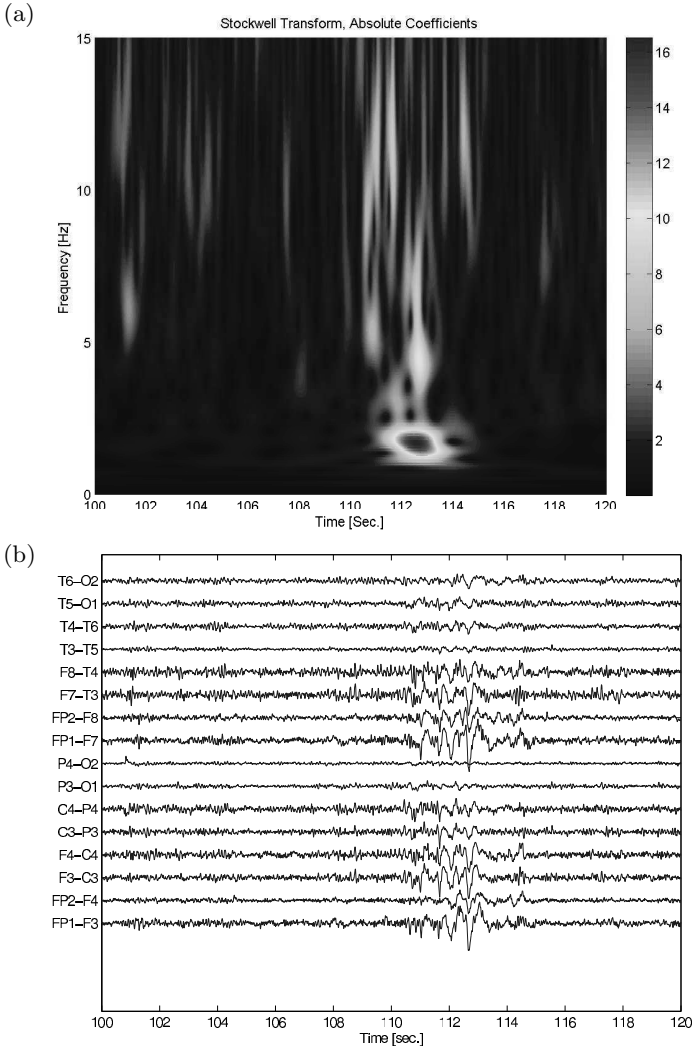 (a)
Stockwell Transform, Absolute Coefficients
15
10
5
0
Frequency [Hz]
100 102 104 106 108 110 112 114 116 118 120
Time [Sec.]
16
14
12
10
8
6
4
2
(b)
T6–O2
T5–O1
T4–T6
T3–T5
F8–T4
F7–T3
FP2–F8
FP1–F7
P4–O2
P3–O1
C4–P4
C3–P3
F4–C4
F3–C3
FP2–F4
FP1–F3
100 102 104 106 108 110 112 114 116 118 120
Time [sec.]